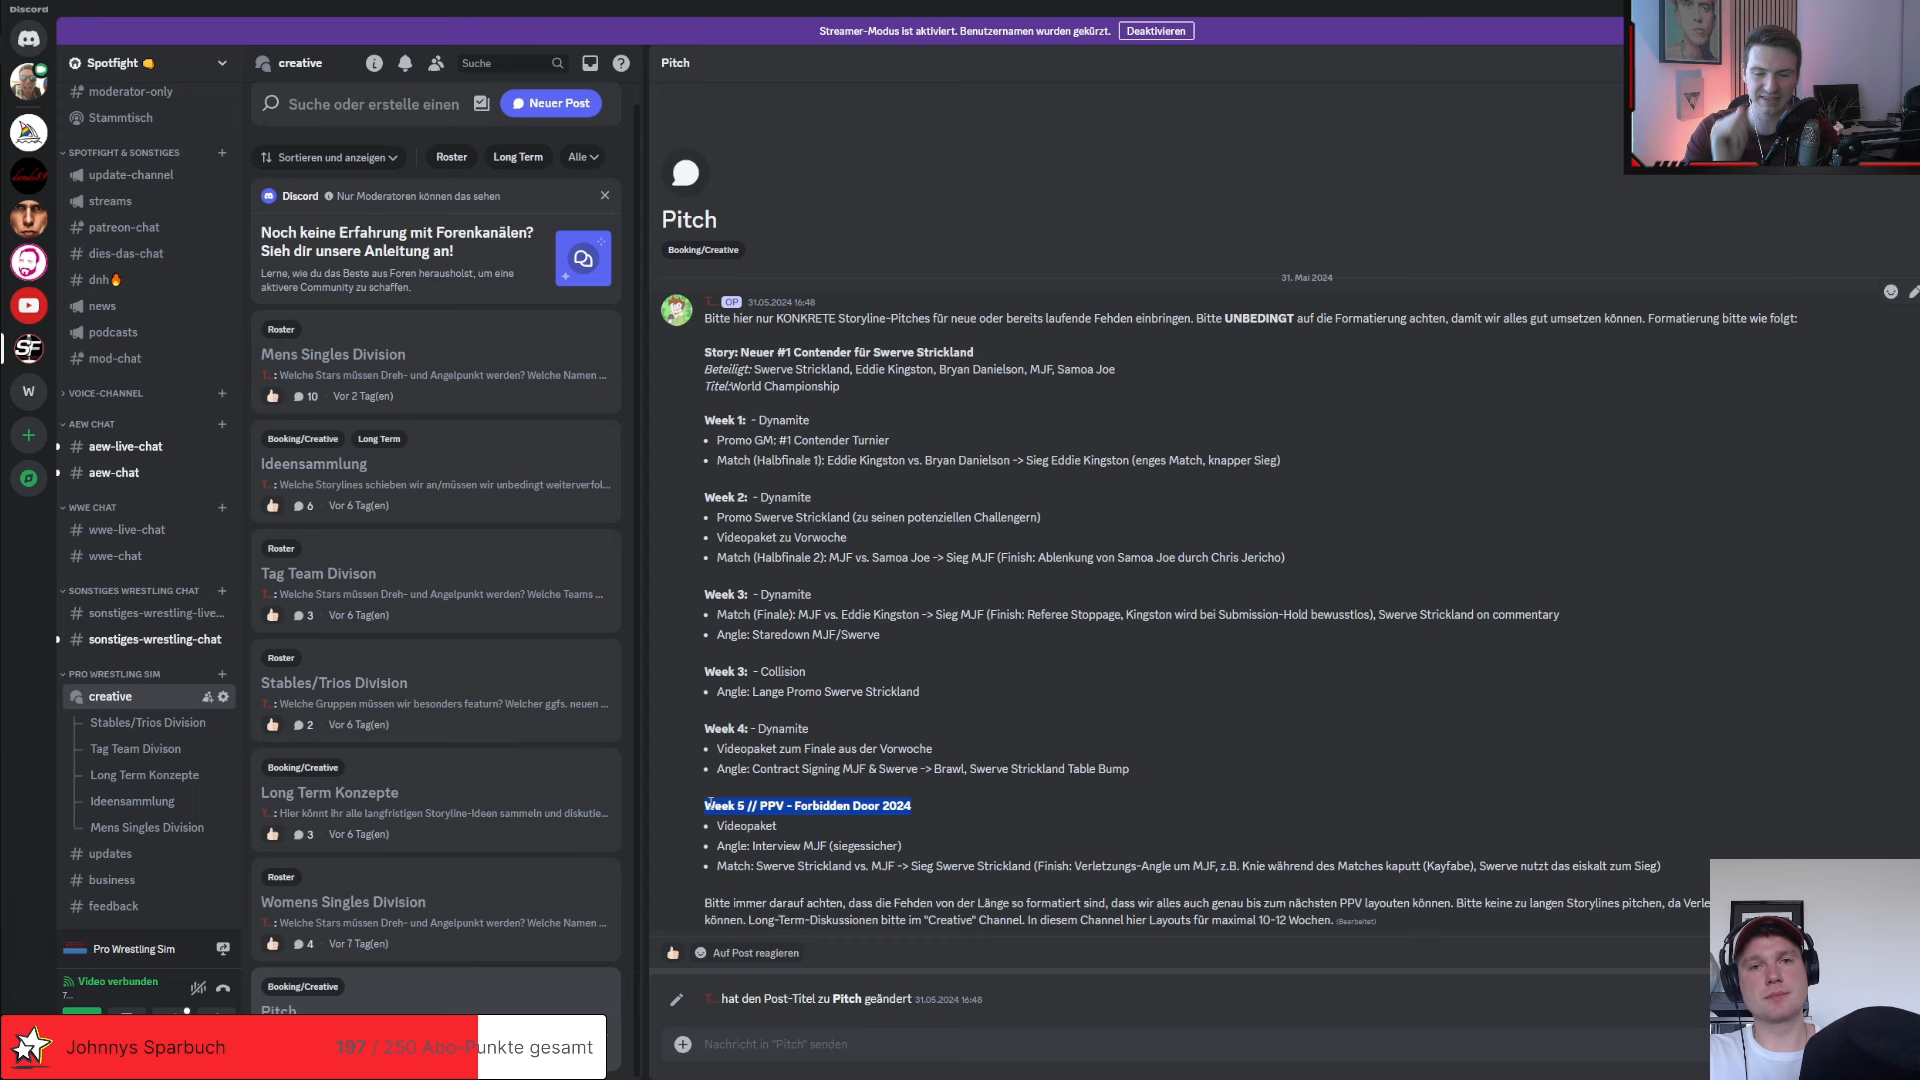 Discord
Streamer-Modus ist aktiviert. Benutzernamen wurden gekürzt.
Deaktivieren
Spotfight
moderator-only
Stammtisch
SPOTFIGHT & SONSTIGES
update-channel
streams
patreon-chat
dies-das-chat
dnh
news
podcasts
mod-chat
W
VOICE-CHANNEL
AEW CHAT
aew-live-chat
aew-chat
WWE CHAT
wwe-live-chat
wwe-chat
SONSTIGES WRESTLING CHAT
sonstiges-wrestling-live...
sonstiges-wrestling-chat
PRO WRESTLING SIM
creative
Stables/Trios Division
Tag Team Divison
Long Term Konzepte
Ideensammlung
Mens Singles Division
updates
business
feedback
Pro Wrestling Sim
Video verbunden
7...
creative
Suche
Suche oder erstelle einen
Neuer Post
Sortieren und anzeigen
Roster
Long Term
Alle
Discord
Nur Moderatoren können das sehen
Noch keine Erfahrung mit Forenkanälen?
Sieh dir unsere Anleitung an!
Lerne, wie du das Beste aus Foren herausholst, um eine
aktivere Community zu schaffen.
Roster
Mens Singles Division
T...: Welche Stars müssen Dreh- und Angelpunkt werden? Welche Namen ...
10 Vor 2 Tag(en)
Booking/Creative Long Term
Ideensammlung
T...: Welche Storylines schieben wir an/müssen wir unbedingt weiterverfol...
6 Vor 6 Tag(en)
Roster
Tag Team Divison
T...: Welche Stars müssen Dreh- und Angelpunkt werden? Welche Teams ...
3 Vor 6 Tag(en)
Roster
Stables/Trios Division
T...: Welche Gruppen müssen wir besonders featurn? Welcher ggfs. neuen ...
2 Vor 6 Tag(en)
Booking/Creative
Long Term Konzepte
T...: Hier könnt ihr alle langfristigen Storyline-Ideen sammeln und diskutie...
3 Vor 6 Tag(en)
Roster
Womens Singles Division
T...: Welche Stars müssen Dreh- und Angelpunkt werden? Welche Namen ...
4 Vor 7 Tag(en)
Booking/Creative
Pitch
Pitch
Pitch
Booking/Creative
31. Mai 2024
T... OP 31.05.2024 16:48
Bitte hier nur KONKRETE Storyline-Pitches für neue oder bereits laufende Fehden einbringen. Bitte UNBEDINGT auf die Formatierung achten, damit wir alles gut umsetzen können. Formatierung bitte wie folgt:
Story: Neuer #1 Contender für Swerve Strickland
Beteiligt: Swerve Strickland, Eddie Kingston, Bryan Danielson, MJF, Samoa Joe
Titel:World Championship
Week 1: - Dynamite
• Promo GM: #1 Contender Turnier
• Match (Halbfinale 1): Eddie Kingston vs. Bryan Danielson -> Sieg Eddie Kingston (enges Match, knapper Sieg)
Week 2: - Dynamite
• Promo Swerve Strickland (zu seinen potenziellen Challengern)
• Videopaket zu Vorwoche
• Match (Halbfinale 2): MJF vs. Samoa Joe -> Sieg MJF (Finish: Ablenkung von Samoa Joe durch Chris Jericho)
Week 3: - Dynamite
• Match (Finale): MJF vs. Eddie Kingston -> Sieg MJF (Finish: Referee Stoppage, Kingston wird bei Submission-Hold bewusstlos), Swerve Strickland on commentary
• Angle: Staredown MJF/Swerve
Week 3: - Collision
• Angle: Lange Promo Swerve Strickland
Week 4: - Dynamite
• Videopaket zum Finale aus der Vorwoche
• Angle: Contract Signing MJF & Swerve -> Brawl, Swerve Strickland Table Bump
Week 5 // PPV - Forbidden Door 2024
• Videopaket
• Angle: Interview MJF (siegessicher)
• Match: Swerve Strickland vs. MJF -> Sieg Swerve Strickland (Finish: Verletzungs-Angle um MJF, z.B. Knie während des Matches kaputt (Kayfabe), Swerve nutzt das eiskalt zum Sieg)
Bitte immer darauf achten, dass die Fehden von der Länge so formatiert sind, dass wir alles auch genau bis zum nächsten PPV layouten können. Bitte keine zu langen Storylines pitchen, da Verle
können. Long-Term-Diskussionen bitte im "Creative" Channel. In diesem Channel hier Layouts für maximal 10-12 Wochen. (Bearbeitet)
Auf Post reagieren
T... hat den Post-Titel zu Pitch geändert 31.05.2024 16:48
Nachricht in "Pitch" senden
Johnnys Sparbuch 197 / 250 Abo-Punkte gesamt